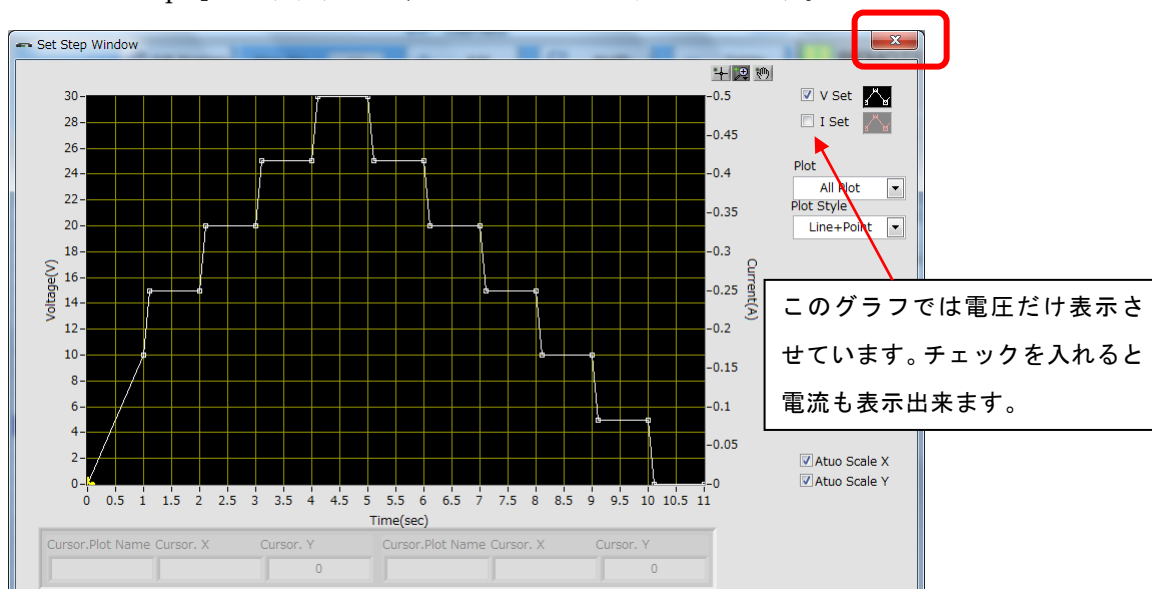 Set Step Window
x
V Set
I Set
Plot
All Plot
Plot Style
Line+Point
30
28
26
24
22
20
18
16
14
12
10
8
6
4
2
0
Voltage(V)
0.5
0.45
0.4
0.35
0.3
0.25
0.2
0.15
0.1
0.05
0
Current(A)
0 0.5 1 1.5 2 2.5 3 3.5 4 4.5 5 5.5 6 6.5 7 7.5 8 8.5 9 9.5 10 10.5 11
Time(sec)
このグラフでは電圧だけ表示さ
せています。チェックを入れると
電流も表示出来ます。
Atuo Scale X
Atuo Scale Y
Cursor.Plot Name Cursor. X Cursor. Y Cursor.Plot Name Cursor. X Cursor. Y
0 0